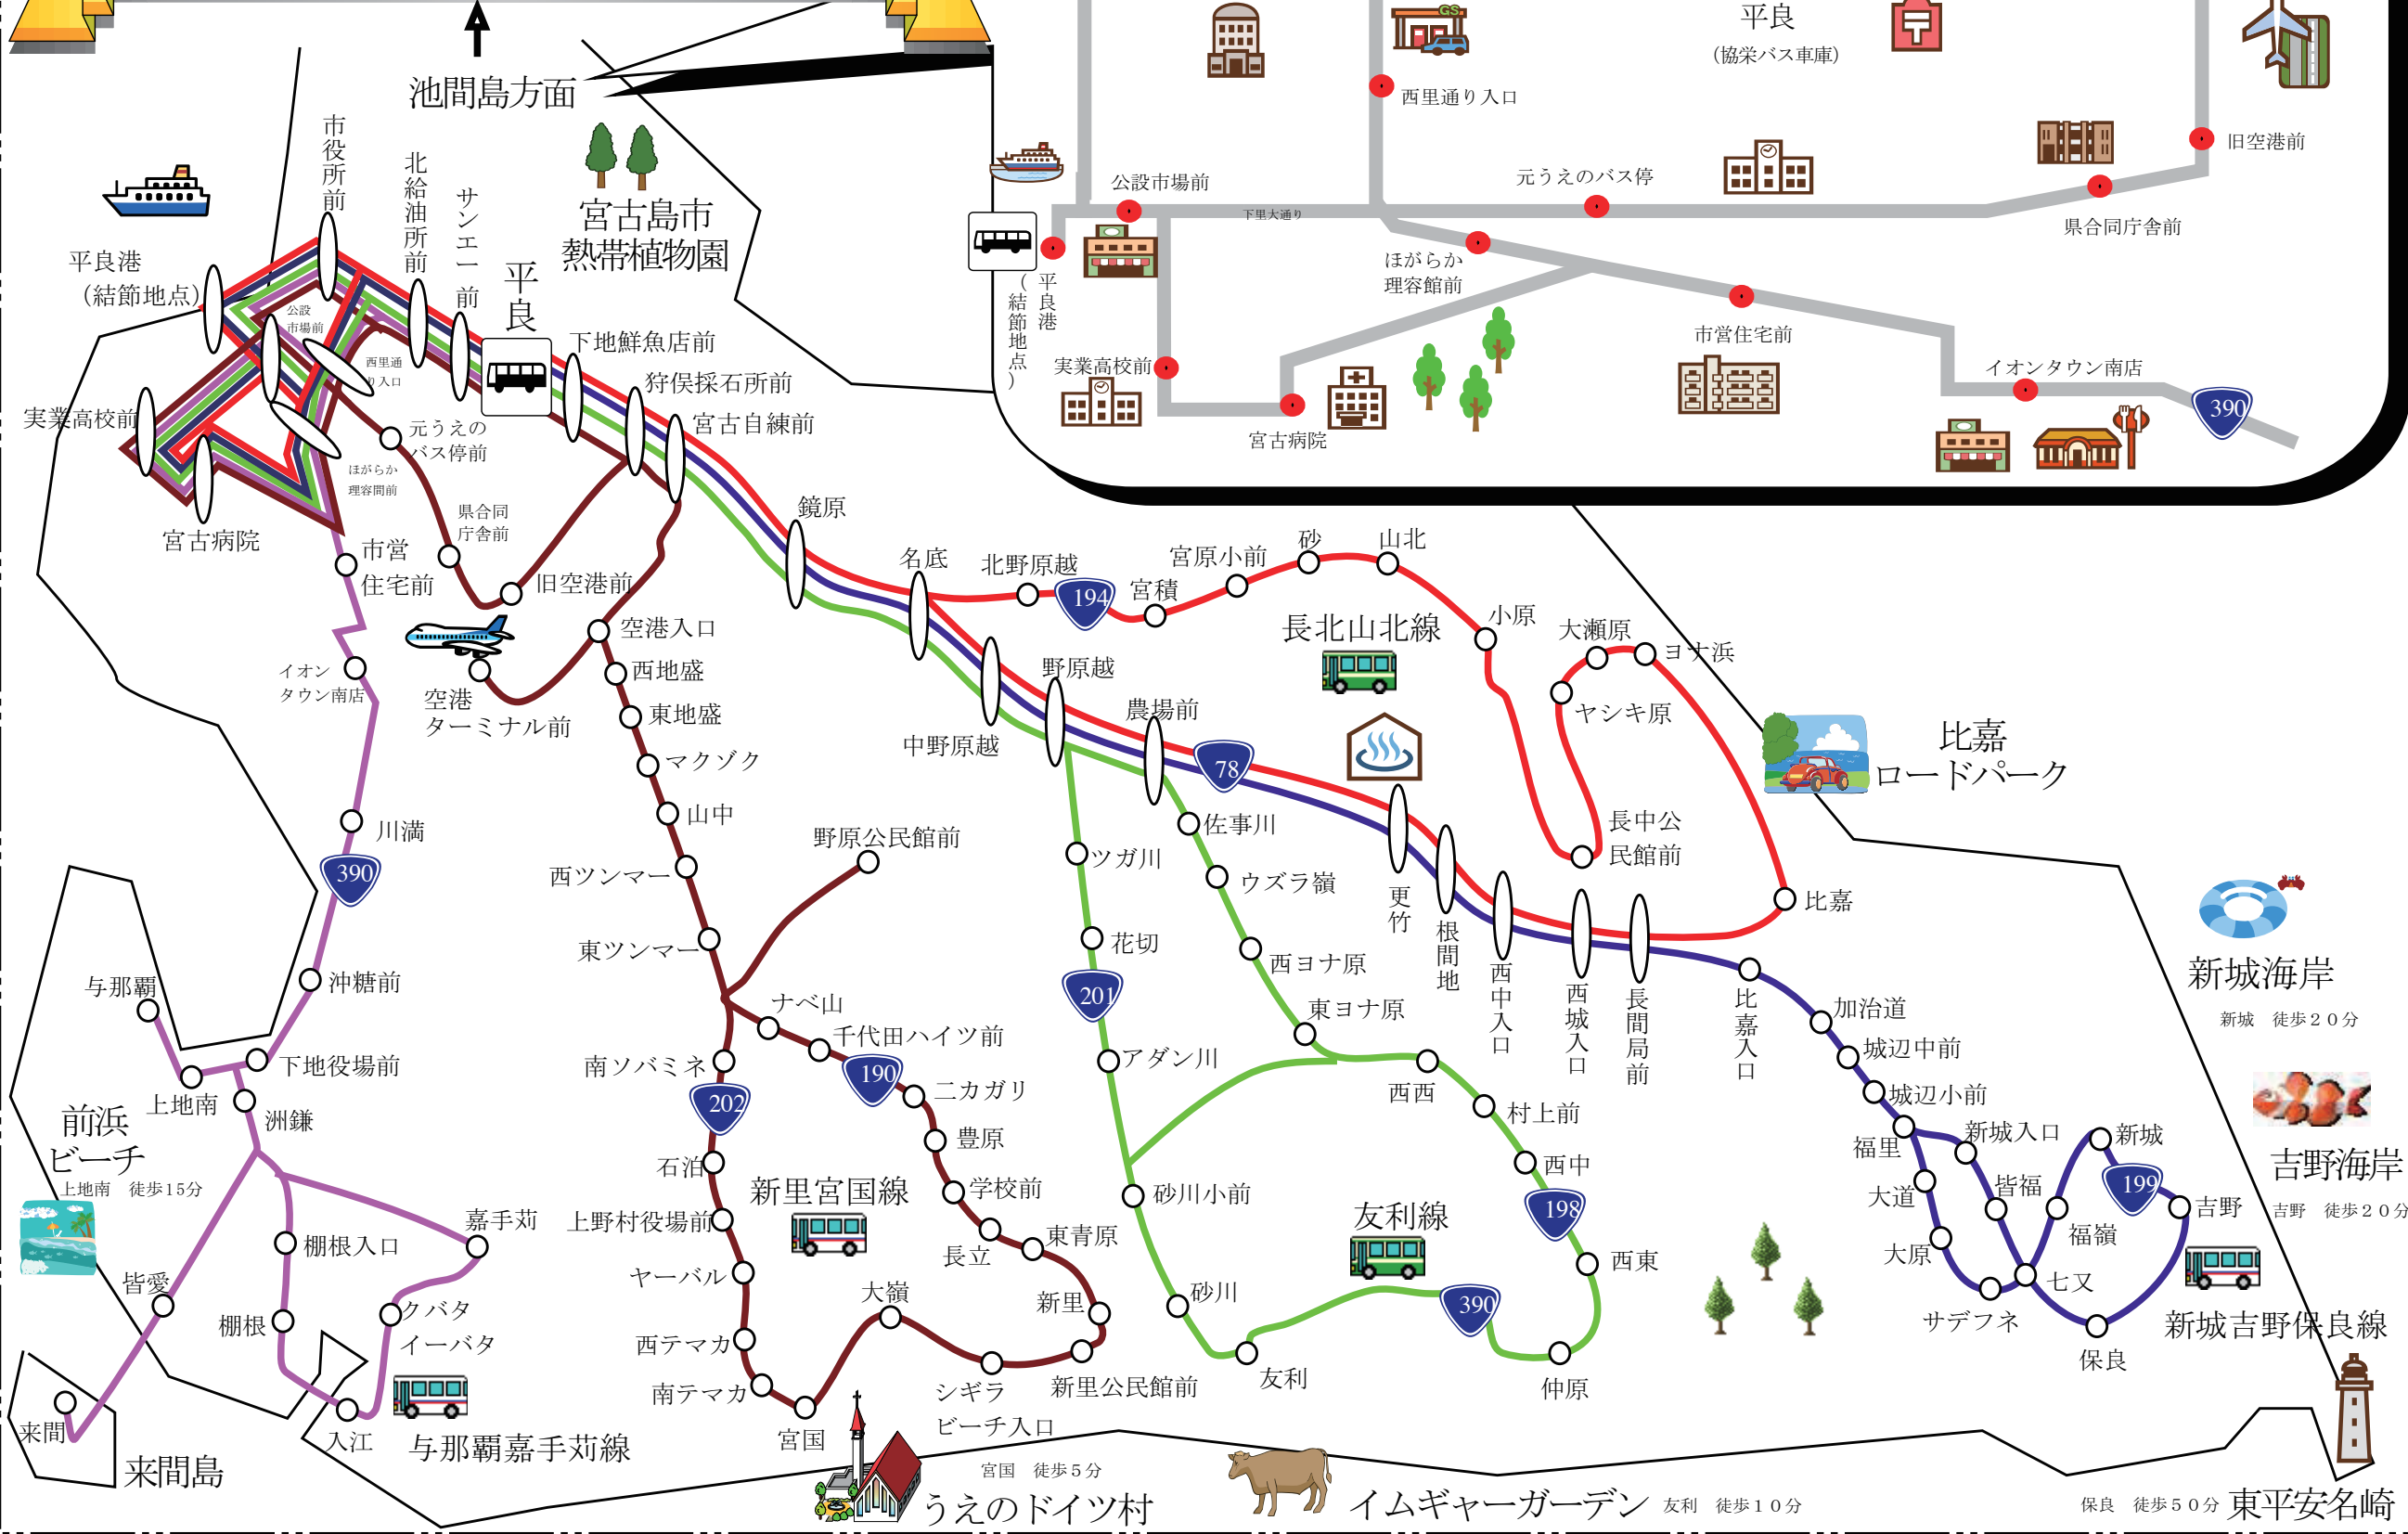 池間島方面
市役所前
北給油所前
サンエー前
平良
宮古島市
熱帯植物園
平良港
（結節地点）
公設
市場前
西里通
り入口
下地鮮魚店前
狩俣採石所前
宮古自練前
実業高校前
元うえの
バス停前
ほがらか
理容間前
宮古病院
県合同
庁舎前
市営
住宅前
旧空港前
空港入口
イオン
タウン南店
空港
ターミナル前
西地盛
東地盛
マクゾク
山中
川満
390
西ツンマー
野原公民館前
東ツンマー
与那覇
沖糖前
ナベ山
千代田ハイツ前
190
下地役場前
上地南
洲鎌
南ソバミネ
202
二カガリ
前浜
ビーチ
上地南　徒歩15分
豊原
石泊
新里宮国線
学校前
上野村役場前
嘉手苅
棚根入口
長立
東青原
ヤーバル
皆愛
クバタ
イーバタ
棚根
大嶺
新里
西テマカ
南テマカ
シギラ
ビーチ入口
新里公民館前
来間
来間島
入江
与那覇嘉手苅線
宮国
宮国　徒歩５分
うえのドイツ村
鏡原
名底
北野原越
194
宮積
宮原小前
砂
山北
長北山北線
小原
大瀬原
ヨナ浜
ヤシキ原
中野原越
野原越
農場前
78
長中公
民館前
比嘉
ロードパーク
佐事川
ツガ川
ウズラ嶺
更竹
根間地
西中入口
西城入口
長間局前
比嘉
比嘉入口
花切
201
西ヨナ原
東ヨナ原
アダン川
西西
村上前
西中
198
砂川小前
友利線
西東
砂川
390
友利
仲原
イムギャーガーデン
友利　徒歩１０分
加治道
城辺中前
城辺小前
福里
新城入口
新城
199
吉野
大道
皆福
福嶺
大原
七又
サデフネ
保良
新城吉野保良線
新城海岸
新城　徒歩２０分
吉野海岸
吉野　徒歩２０分
保良　徒歩５０分
東平安名崎
GS
西里通り入口
平良
（協栄バス車庫）
旧空港前
公設市場前
下里大通り
元うえのバス停
県合同庁舎前
平良港
（結節地点）
ほがらか
理容館前
市営住宅前
実業高校前
宮古病院
イオンタウン南店
390